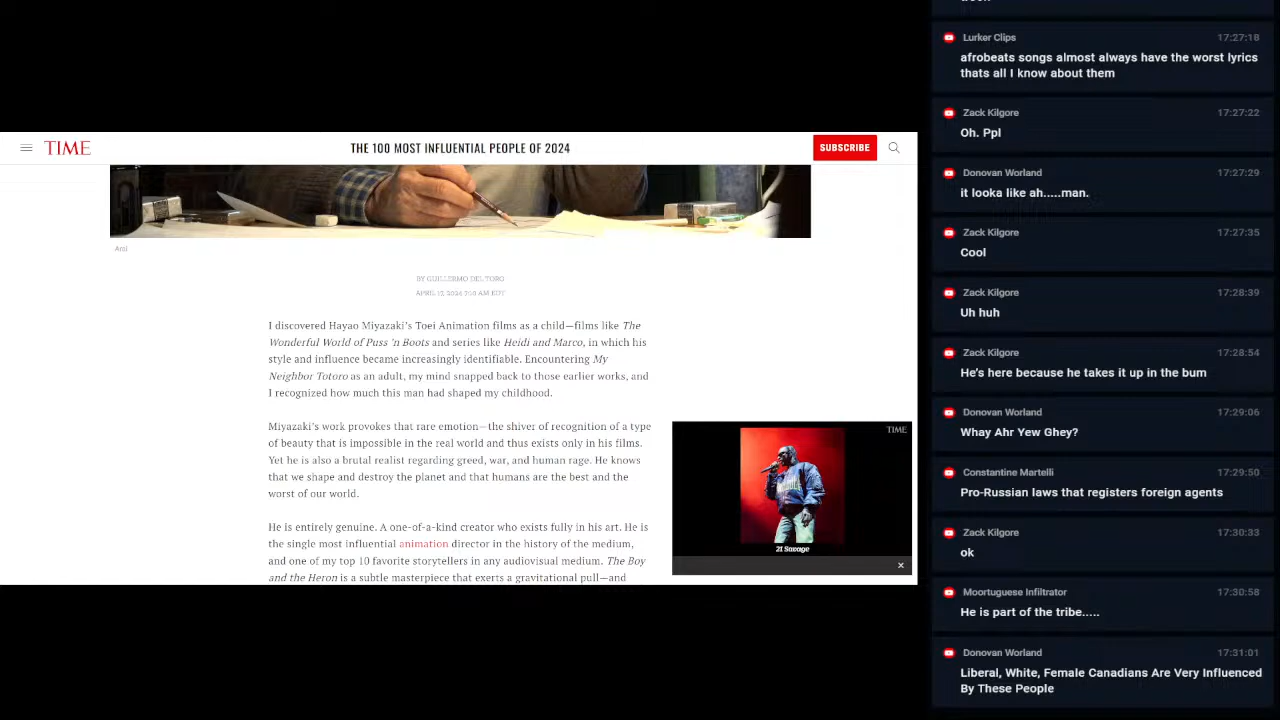 TIME
THE 100 MOST INFLUENTIAL PEOPLE OF 2024
SUBSCRIBE
BY GUILLERMO DEL TORO
APRIL 17, 2024 7:10 AM EDT
I discovered Hayao Miyazaki's Toei Animation films as a child—films like The
Wonderful World of Puss 'n Boots and series like Heidi and Marco, in which his
style and influence became increasingly identifiable. Encountering My
Neighbor Totoro as an adult, my mind snapped back to those earlier works, and
I recognized how much this man had shaped my childhood.
Miyazaki's work provokes that rare emotion—the shiver of recognition of a type
of beauty that is impossible in the real world and thus exists only in his films.
Yet he is also a brutal realist regarding greed, war, and human rage. He knows
that we shape and destroy the planet and that humans are the best and the
worst of our world.
He is entirely genuine. A one-of-a-kind creator who exists fully in his art. He is
the single most influential animation director in the history of the medium,
and one of my top 10 favorite storytellers in any audiovisual medium. The Boy
and the Heron is a subtle masterpiece that exerts a gravitational pull—and
TIME
21 Savage
Lurker Clips 17:27:18
afrobeats songs almost always have the worst lyrics
thats all I know about them
Zack Kilgore 17:27:22
Oh. Ppl
Donovan Worland 17:27:29
it looka like ah.....man.
Zack Kilgore 17:27:35
Cool
Zack Kilgore 17:28:39
Uh huh
Zack Kilgore 17:28:54
He's here because he takes it up in the bum
Donovan Worland 17:29:06
Whay Ahr Yew Ghey?
Constantine Martelli 17:29:50
Pro-Russian laws that registers foreign agents
Zack Kilgore 17:30:33
ok
Moortuguese Infiltrator 17:30:58
He is part of the tribe.....
Donovan Worland 17:31:01
Liberal, White, Female Canadians Are Very Influenced
By These People